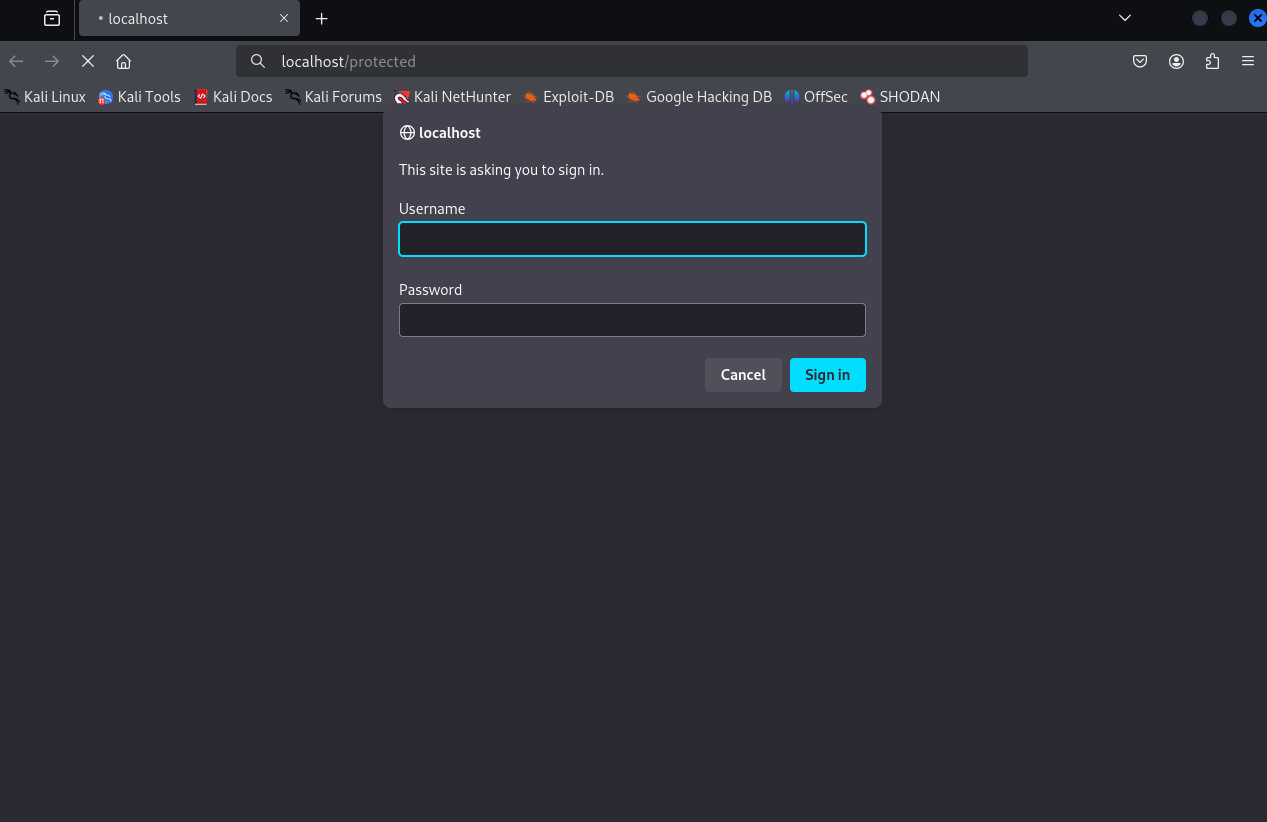 localhost
localhost/protected
Kali Linux Kali Tools Kali Docs Kali Forums Kali NetHunter Exploit-DB Google Hacking DB OffSec SHODAN
localhost
This site is asking you to sign in.
Username
Password
Cancel Sign in